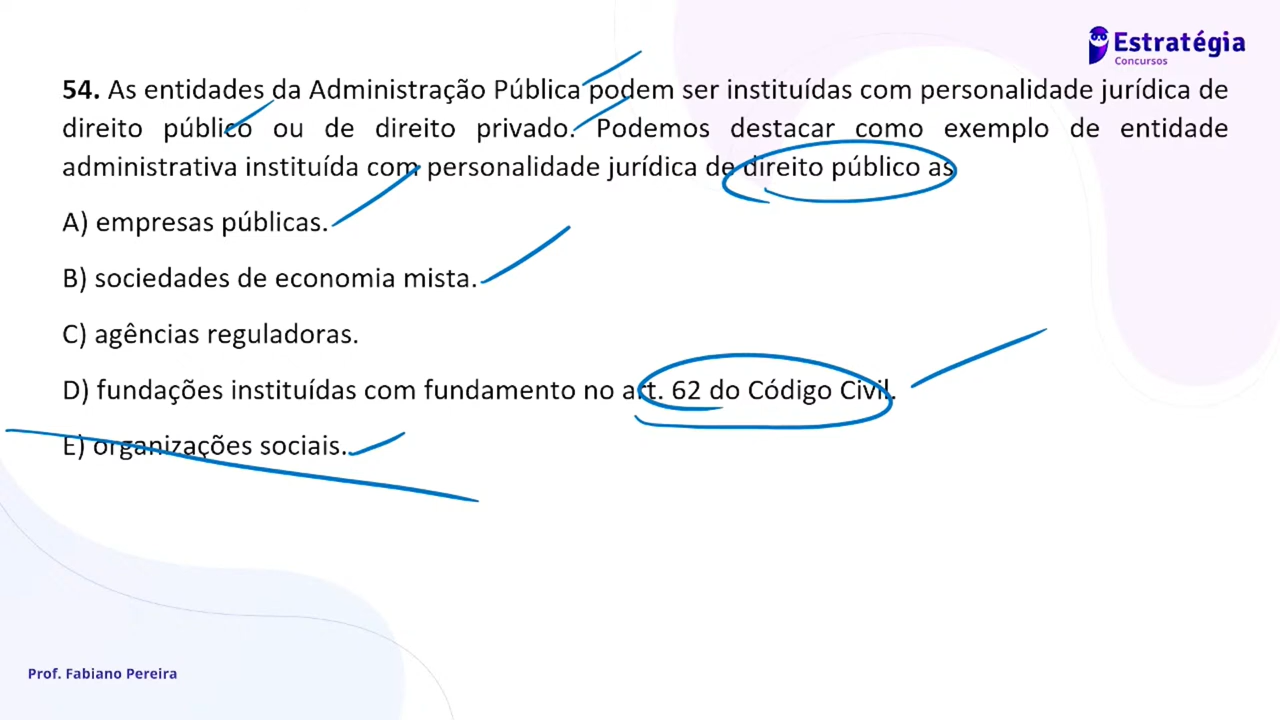 Estratégia
Concursos
54. As entidades da Administração Pública podem ser instituídas com personalidade jurídica de
direito público ou de direito privado. Podemos destacar como exemplo de entidade
administrativa instituída com personalidade jurídica de direito público as
A) empresas públicas.
B) sociedades de economia mista.
C) agências reguladoras.
D) fundações instituídas com fundamento no art. 62 do Código Civil.
E) organizações sociais.
Prof. Fabiano Pereira